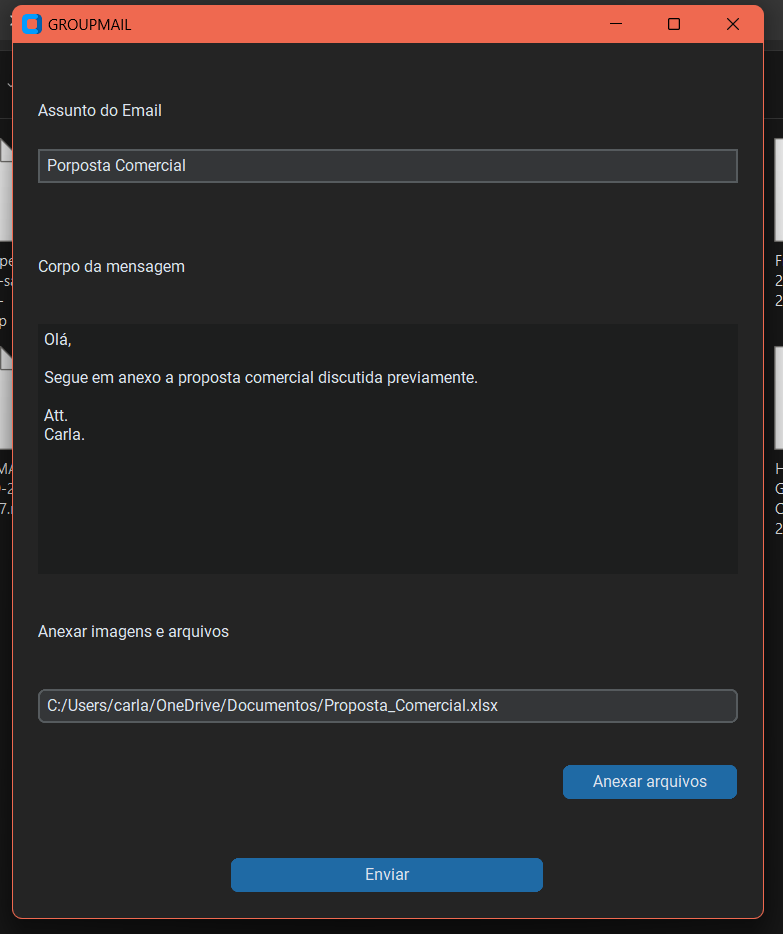 GROUPMAIL
Assunto do Email
Porposta Comercial
Corpo da mensagem
Olá,
Segue em anexo a proposta comercial discutida previamente.
Att.
Carla.
Anexar imagens e arquivos
C:/Users/carla/OneDrive/Documentos/Proposta_Comercial.xlsx
Anexar arquivos
Enviar